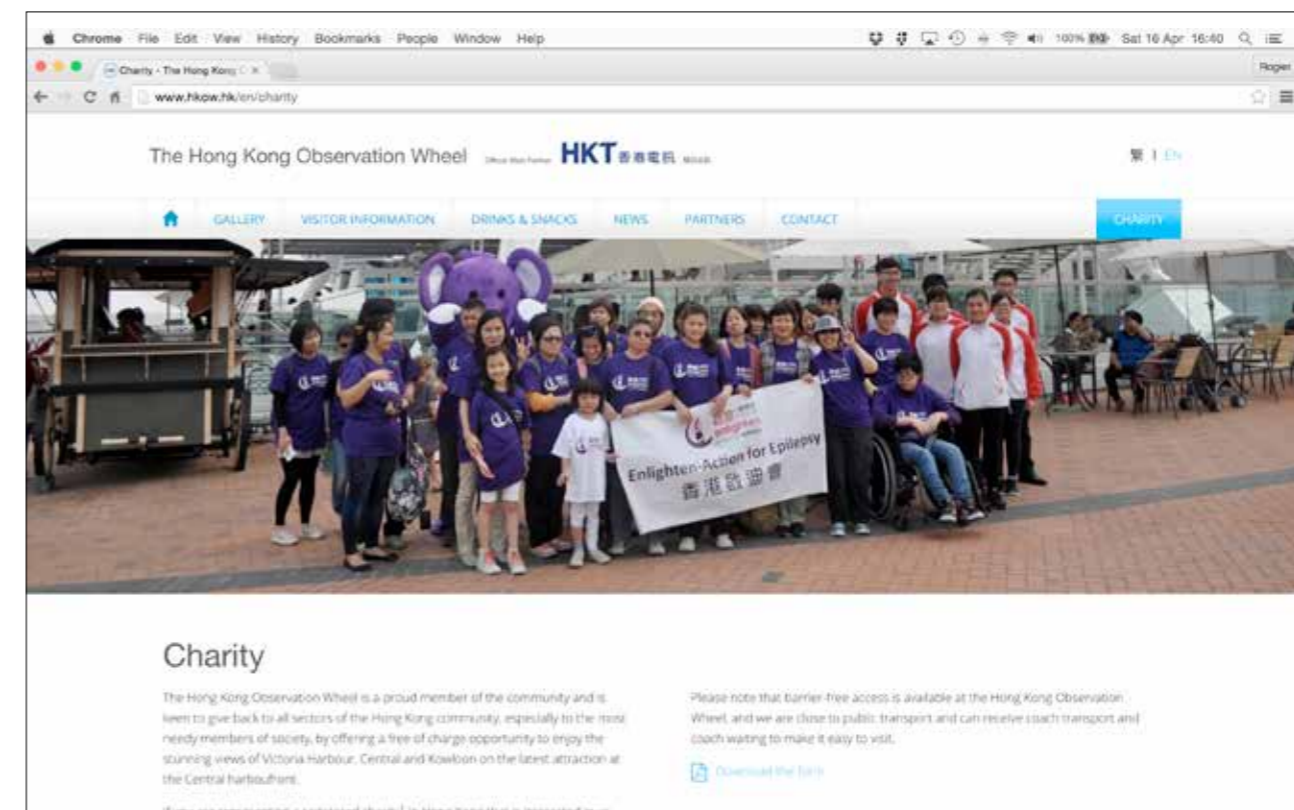 Chrome File Edit View History Bookmarks People Window Help 100% Sat 16 Apr 16:40
Charity - The Hong Kong O Roger
www.hkow.hk/en/charity
The Hong Kong Observation Wheel HKT 香港電訊 繁 | EN
GALLERY VISITOR INFORMATION DRINKS & SNACKS NEWS PARTNERS CONTACT CHARITY
enlighten
Enlighten-Action for Epilepsy
香港啟迪會
Charity
The Hong Kong Observation Wheel is a proud member of the community and is
keen to give back to all sectors of the Hong Kong community, especially to the most
needy members of society, by offering a free of charge opportunity to enjoy the
stunning views of Victoria Harbour, Central and Kowloon on the latest attraction at
the Central harbourfront.
Please note that barrier-free access is available at the Hong Kong Observation
Wheel, and we are close to public transport and can receive coach transport and
coach waiting to make it easy to visit.
Download the form